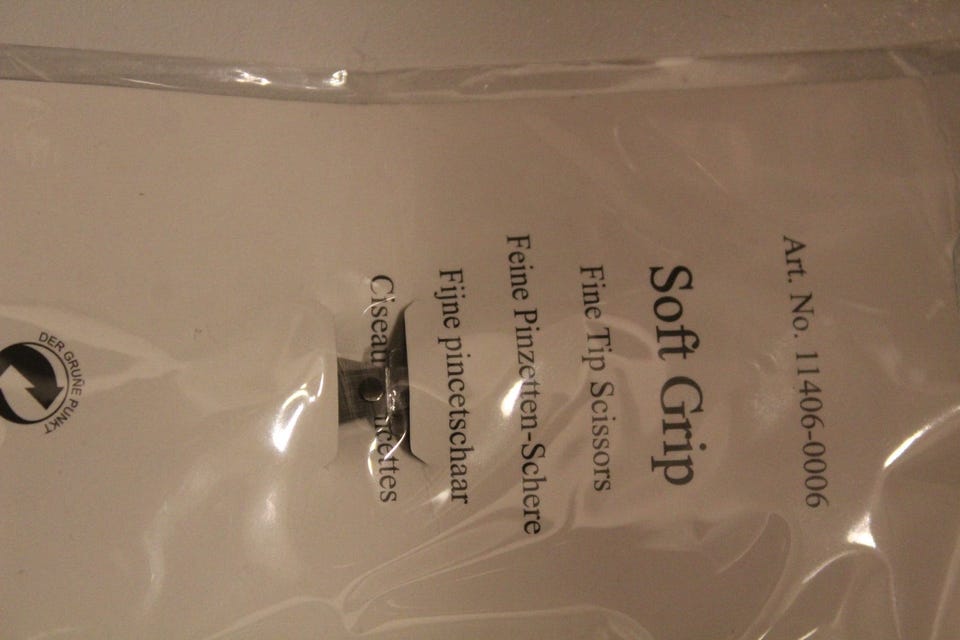 Art. No. 11406-0006
Soft Grip
Fine Tip Scissors
Feine Pinzetten-Schere
Fijne pincetschaar
DER GRÜNE PUNKT